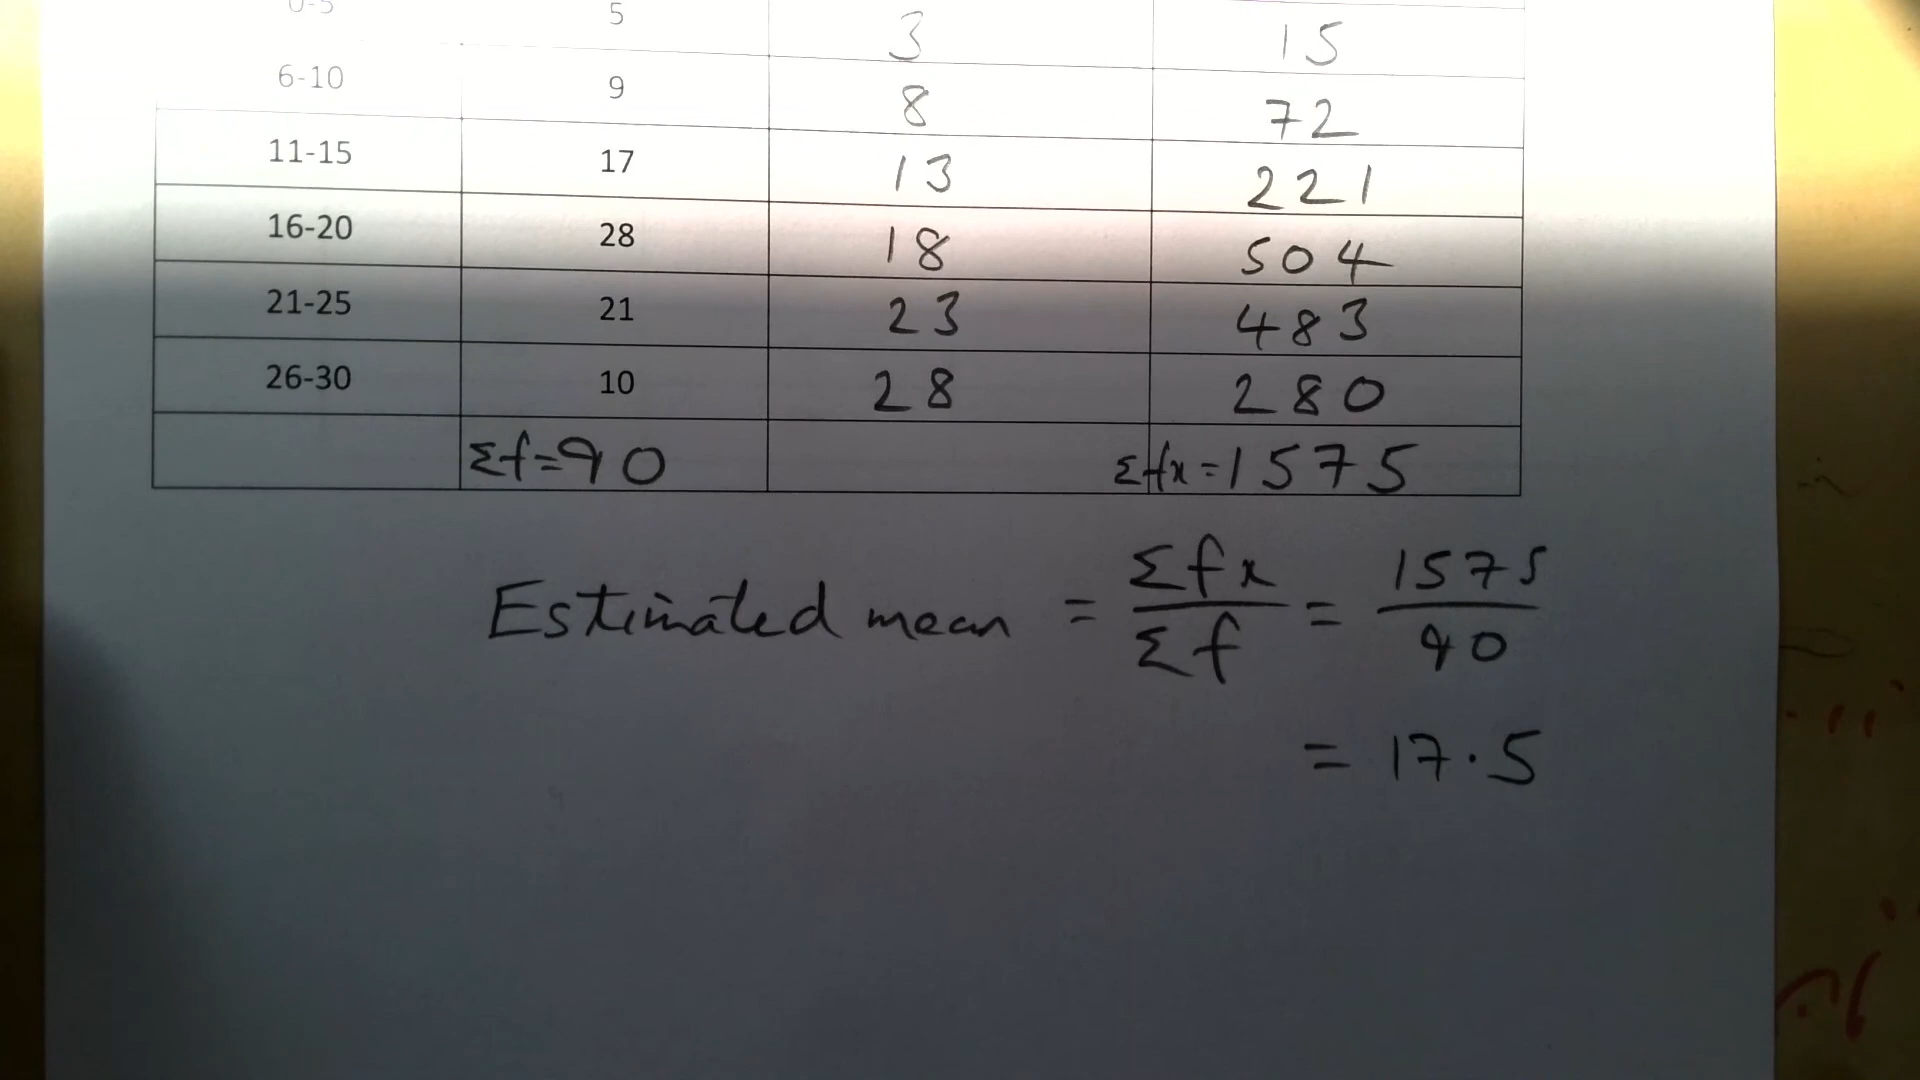 0-5 5 3 15
6-10 9 8 72
11-15 17 13 221
16-20 28 18 504
21-25 21 23 483
26-30 10 28 280
Σf=90 Σfx=1575
Estimated mean = Σfx/Σf = 1575/90
= 17.5